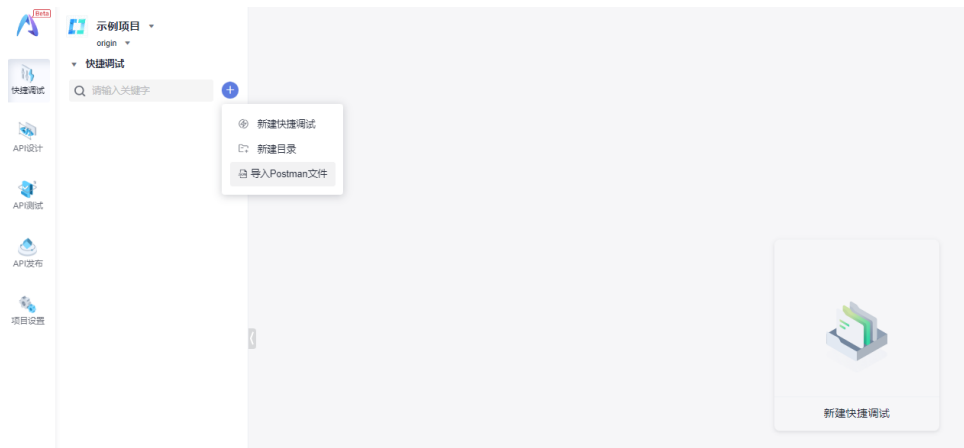 Beta
示例项目
origin
快捷调试
请输入关键字
快捷调试
API设计
API测试
API发布
项目设置
新建快捷调试
新建目录
导入Postman文件
新建快捷调试